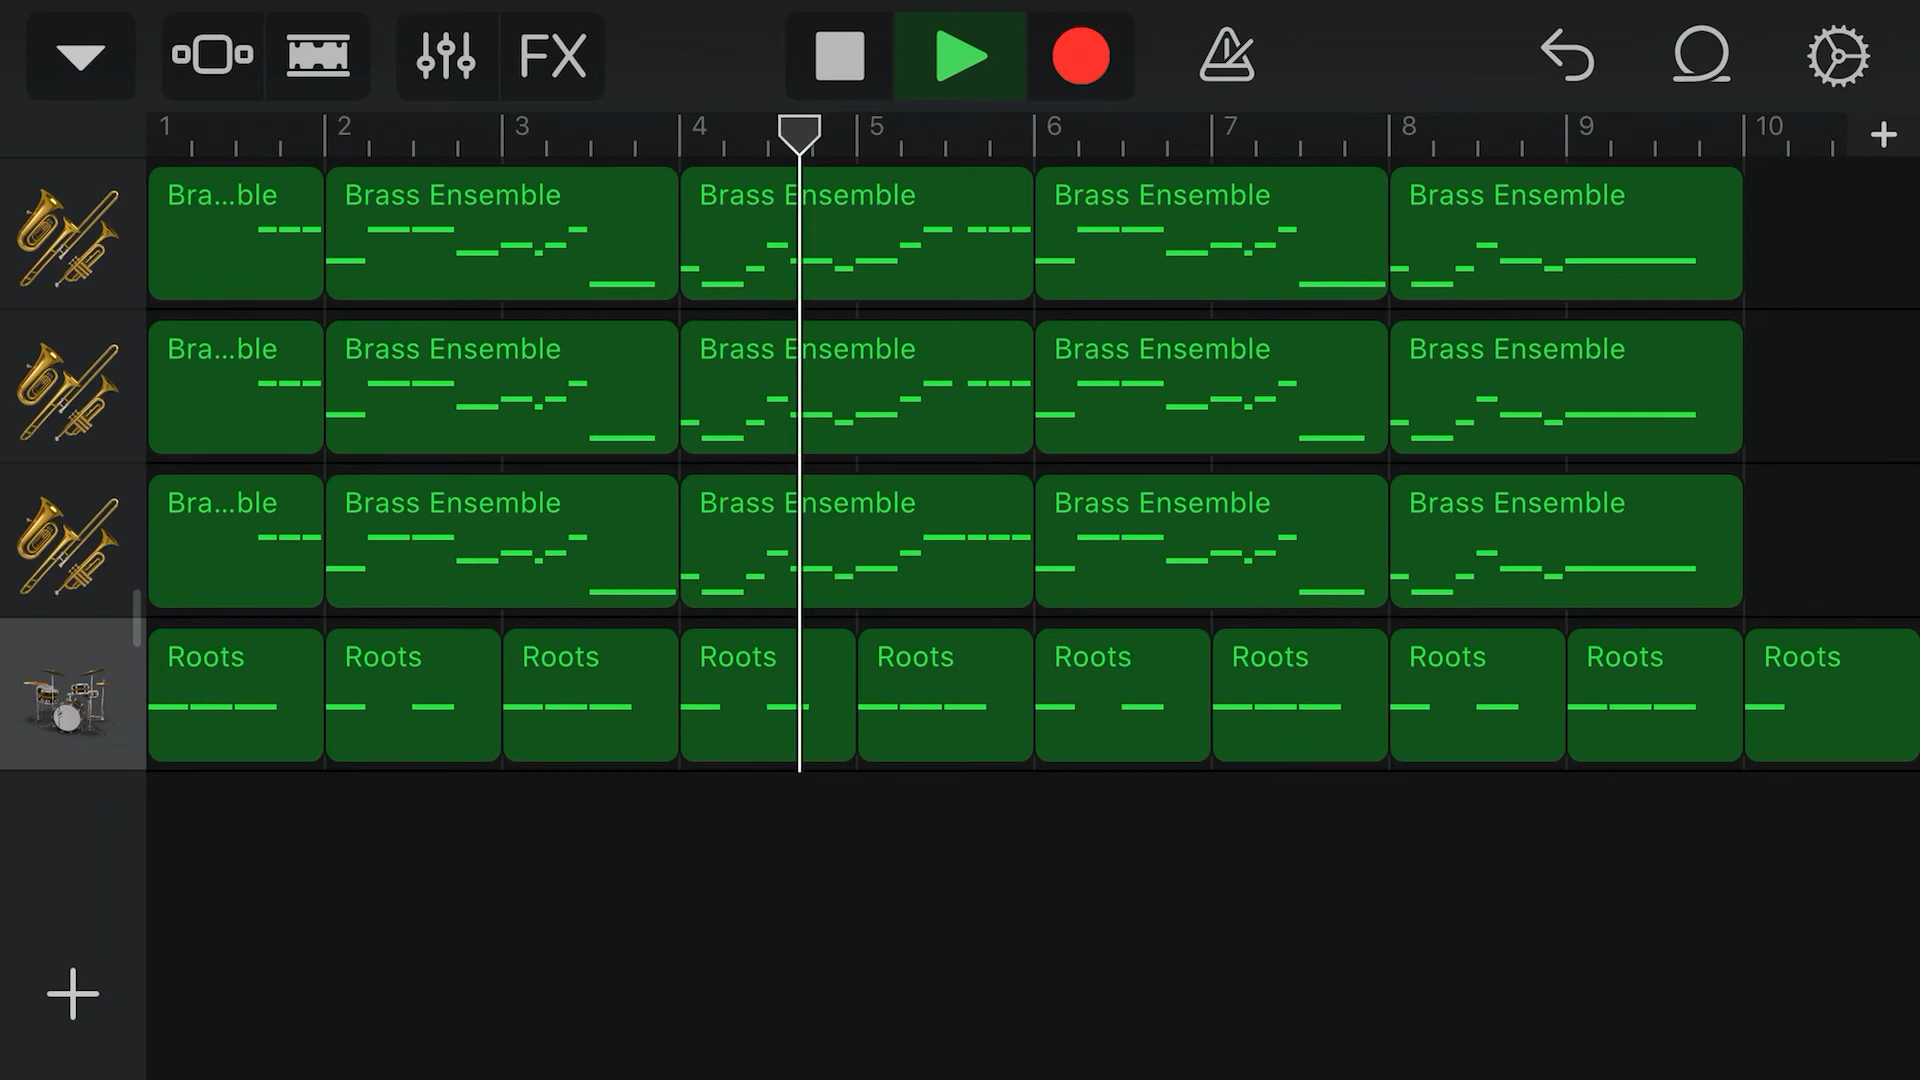 FX
1 2 3 4 5 6 7 8 9 10
Bra...ble Brass Ensemble Brass Ensemble Brass Ensemble Brass Ensemble
Bra...ble Brass Ensemble Brass Ensemble Brass Ensemble Brass Ensemble
Bra...ble Brass Ensemble Brass Ensemble Brass Ensemble Brass Ensemble
Roots Roots Roots Roots Roots Roots Roots Roots Roots Roots